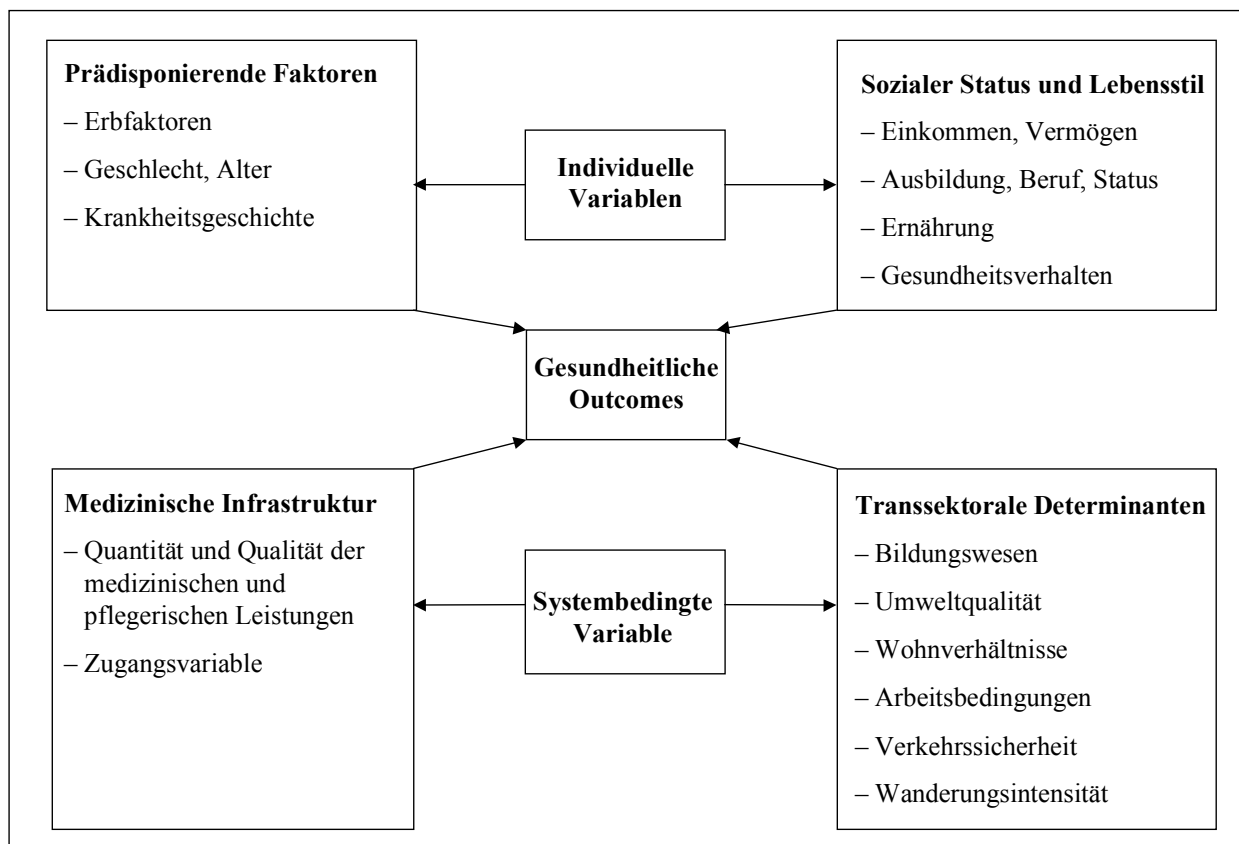 Prädisponierende Faktoren
– Erbfaktoren
– Geschlecht, Alter
– Krankheitsgeschichte
Individuelle
Variablen
Sozialer Status und Lebensstil
– Einkommen, Vermögen
– Ausbildung, Beruf, Status
– Ernährung
– Gesundheitsverhalten
Gesundheitliche
Outcomes
Medizinische Infrastruktur
– Quantität und Qualität der
medizinischen und
pflegerischen Leistungen
– Zugangsvariable
Systembedingte
Variable
Transsektorale Determinanten
– Bildungswesen
– Umweltqualität
– Wohnverhältnisse
– Arbeitsbedingungen
– Verkehrssicherheit
– Wanderungsintensität